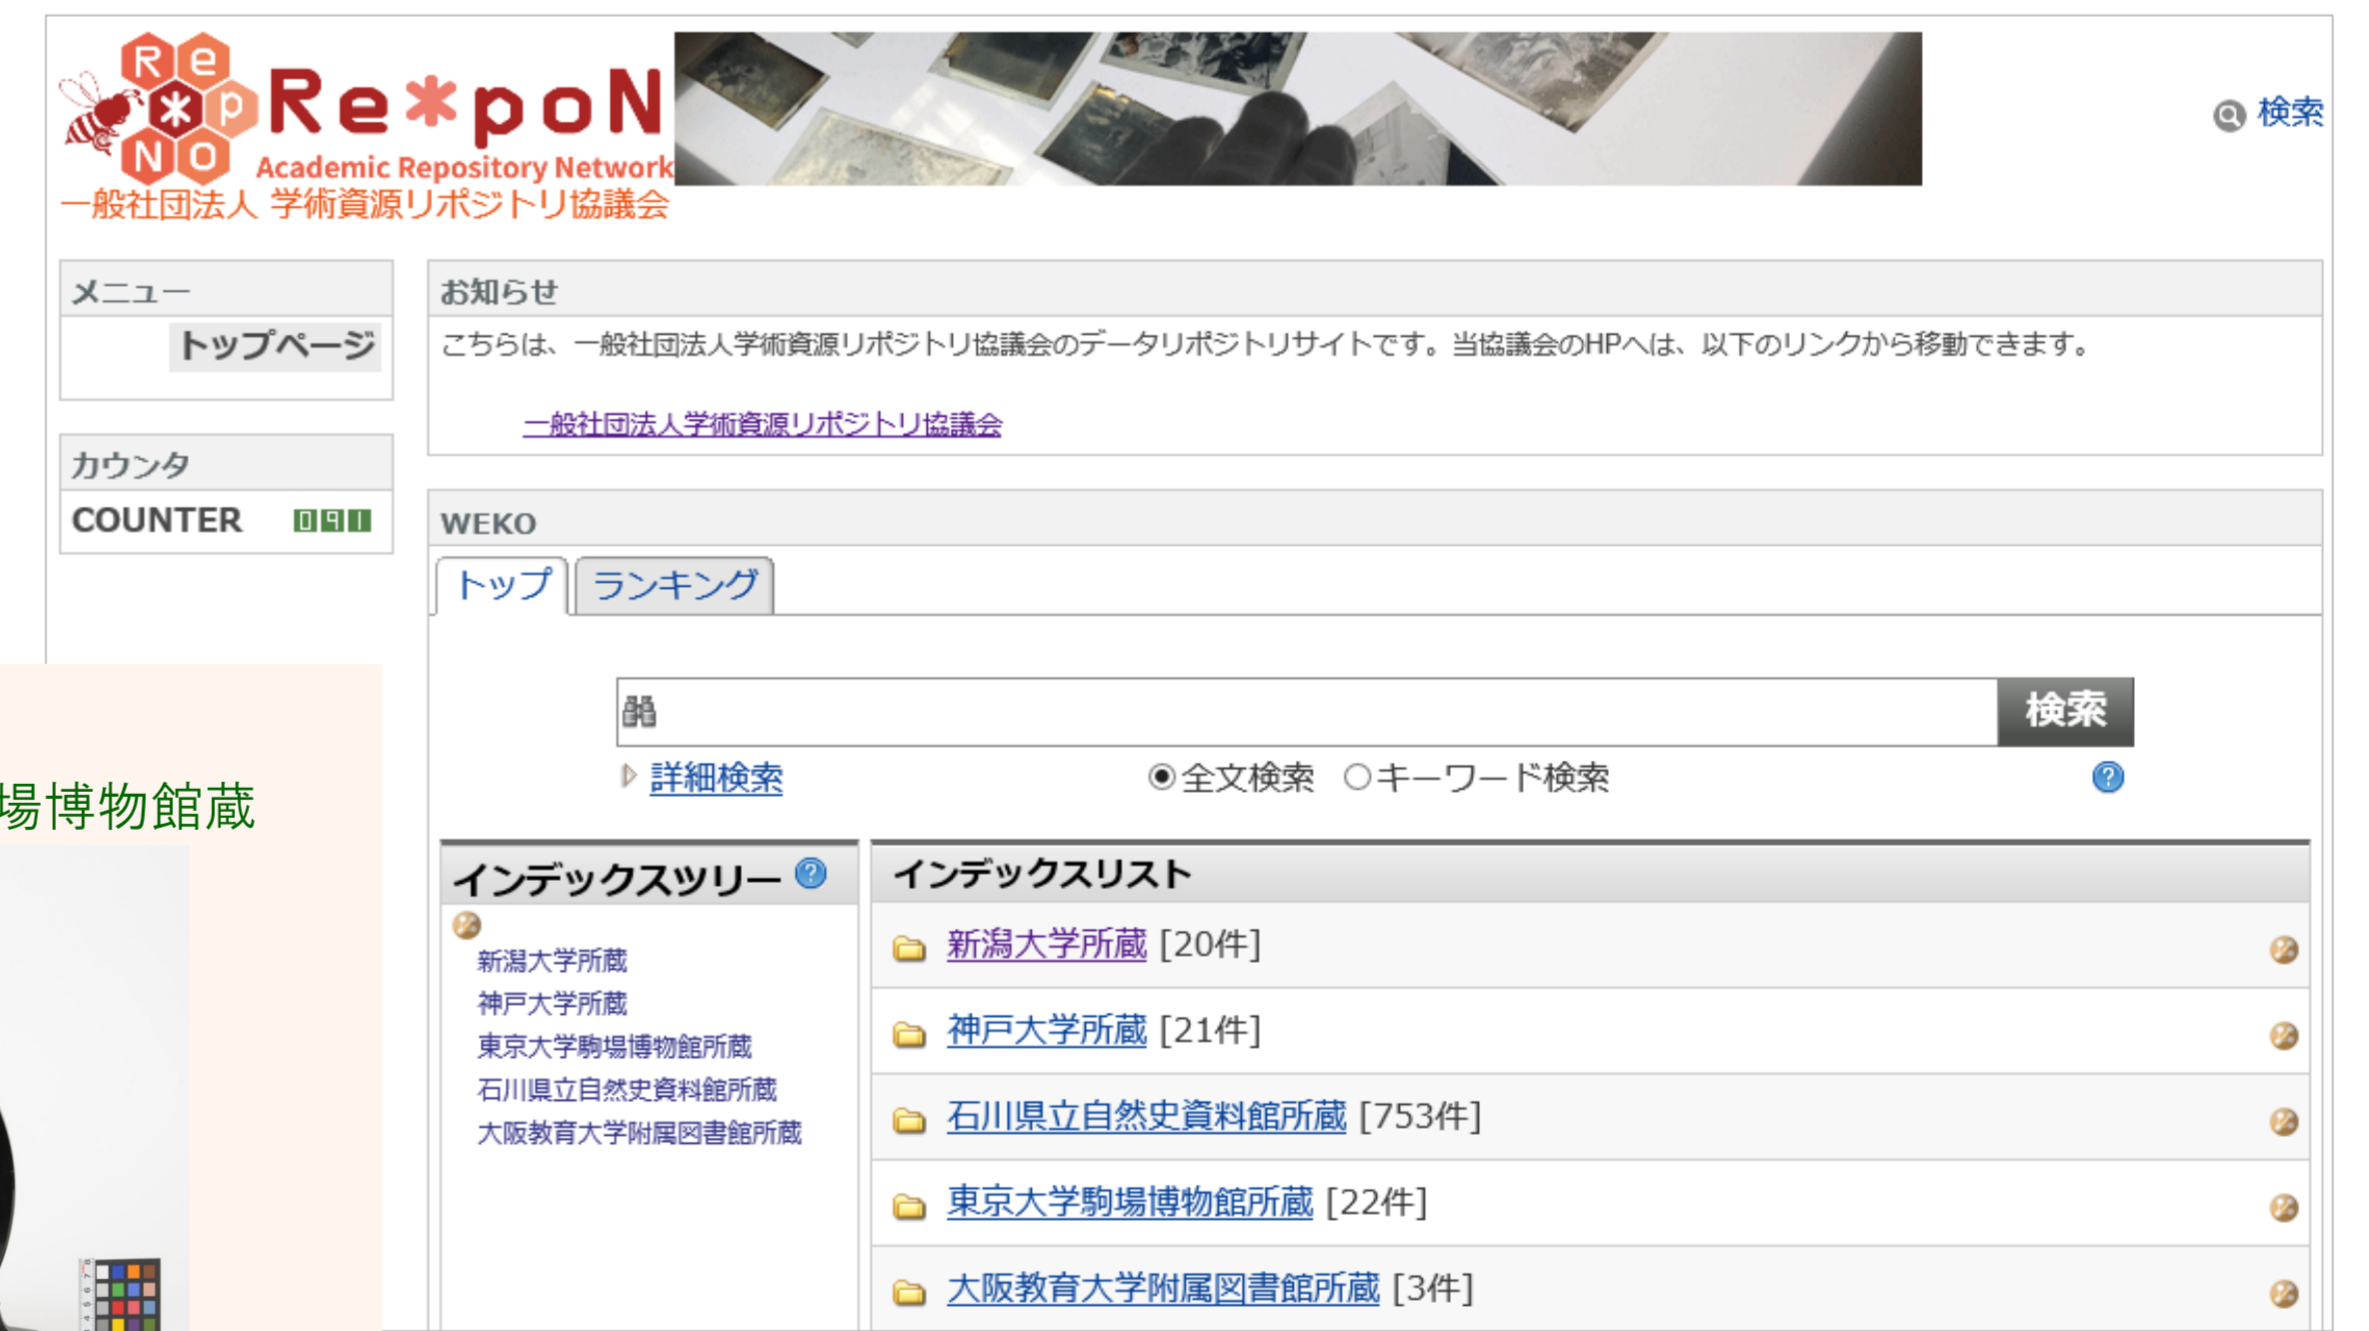 Re
*p
NO
Re*poN
Academic Repository Network
一般社団法人 学術資源リポジトリ協議会
検索
メニュー
トップページ
カウンタ
COUNTER 091
お知らせ
こちらは、一般社団法人学術資源リポジトリ協議会のデータリポジトリサイトです。当協議会のHPへは、以下のリンクから移動できます。
一般社団法人学術資源リポジトリ協議会
WEKO
トップ ランキング
検索
詳細検索 全文検索 キーワード検索
場博物館蔵
インデックスツリー
新潟大学所蔵
神戸大学所蔵
東京大学駒場博物館所蔵
石川県立自然史資料館所蔵
大阪教育大学附属図書館所蔵
インデックスリスト
新潟大学所蔵 [20件]
神戸大学所蔵 [21件]
石川県立自然史資料館所蔵 [753件]
東京大学駒場博物館所蔵 [22件]
大阪教育大学附属図書館所蔵 [3件]